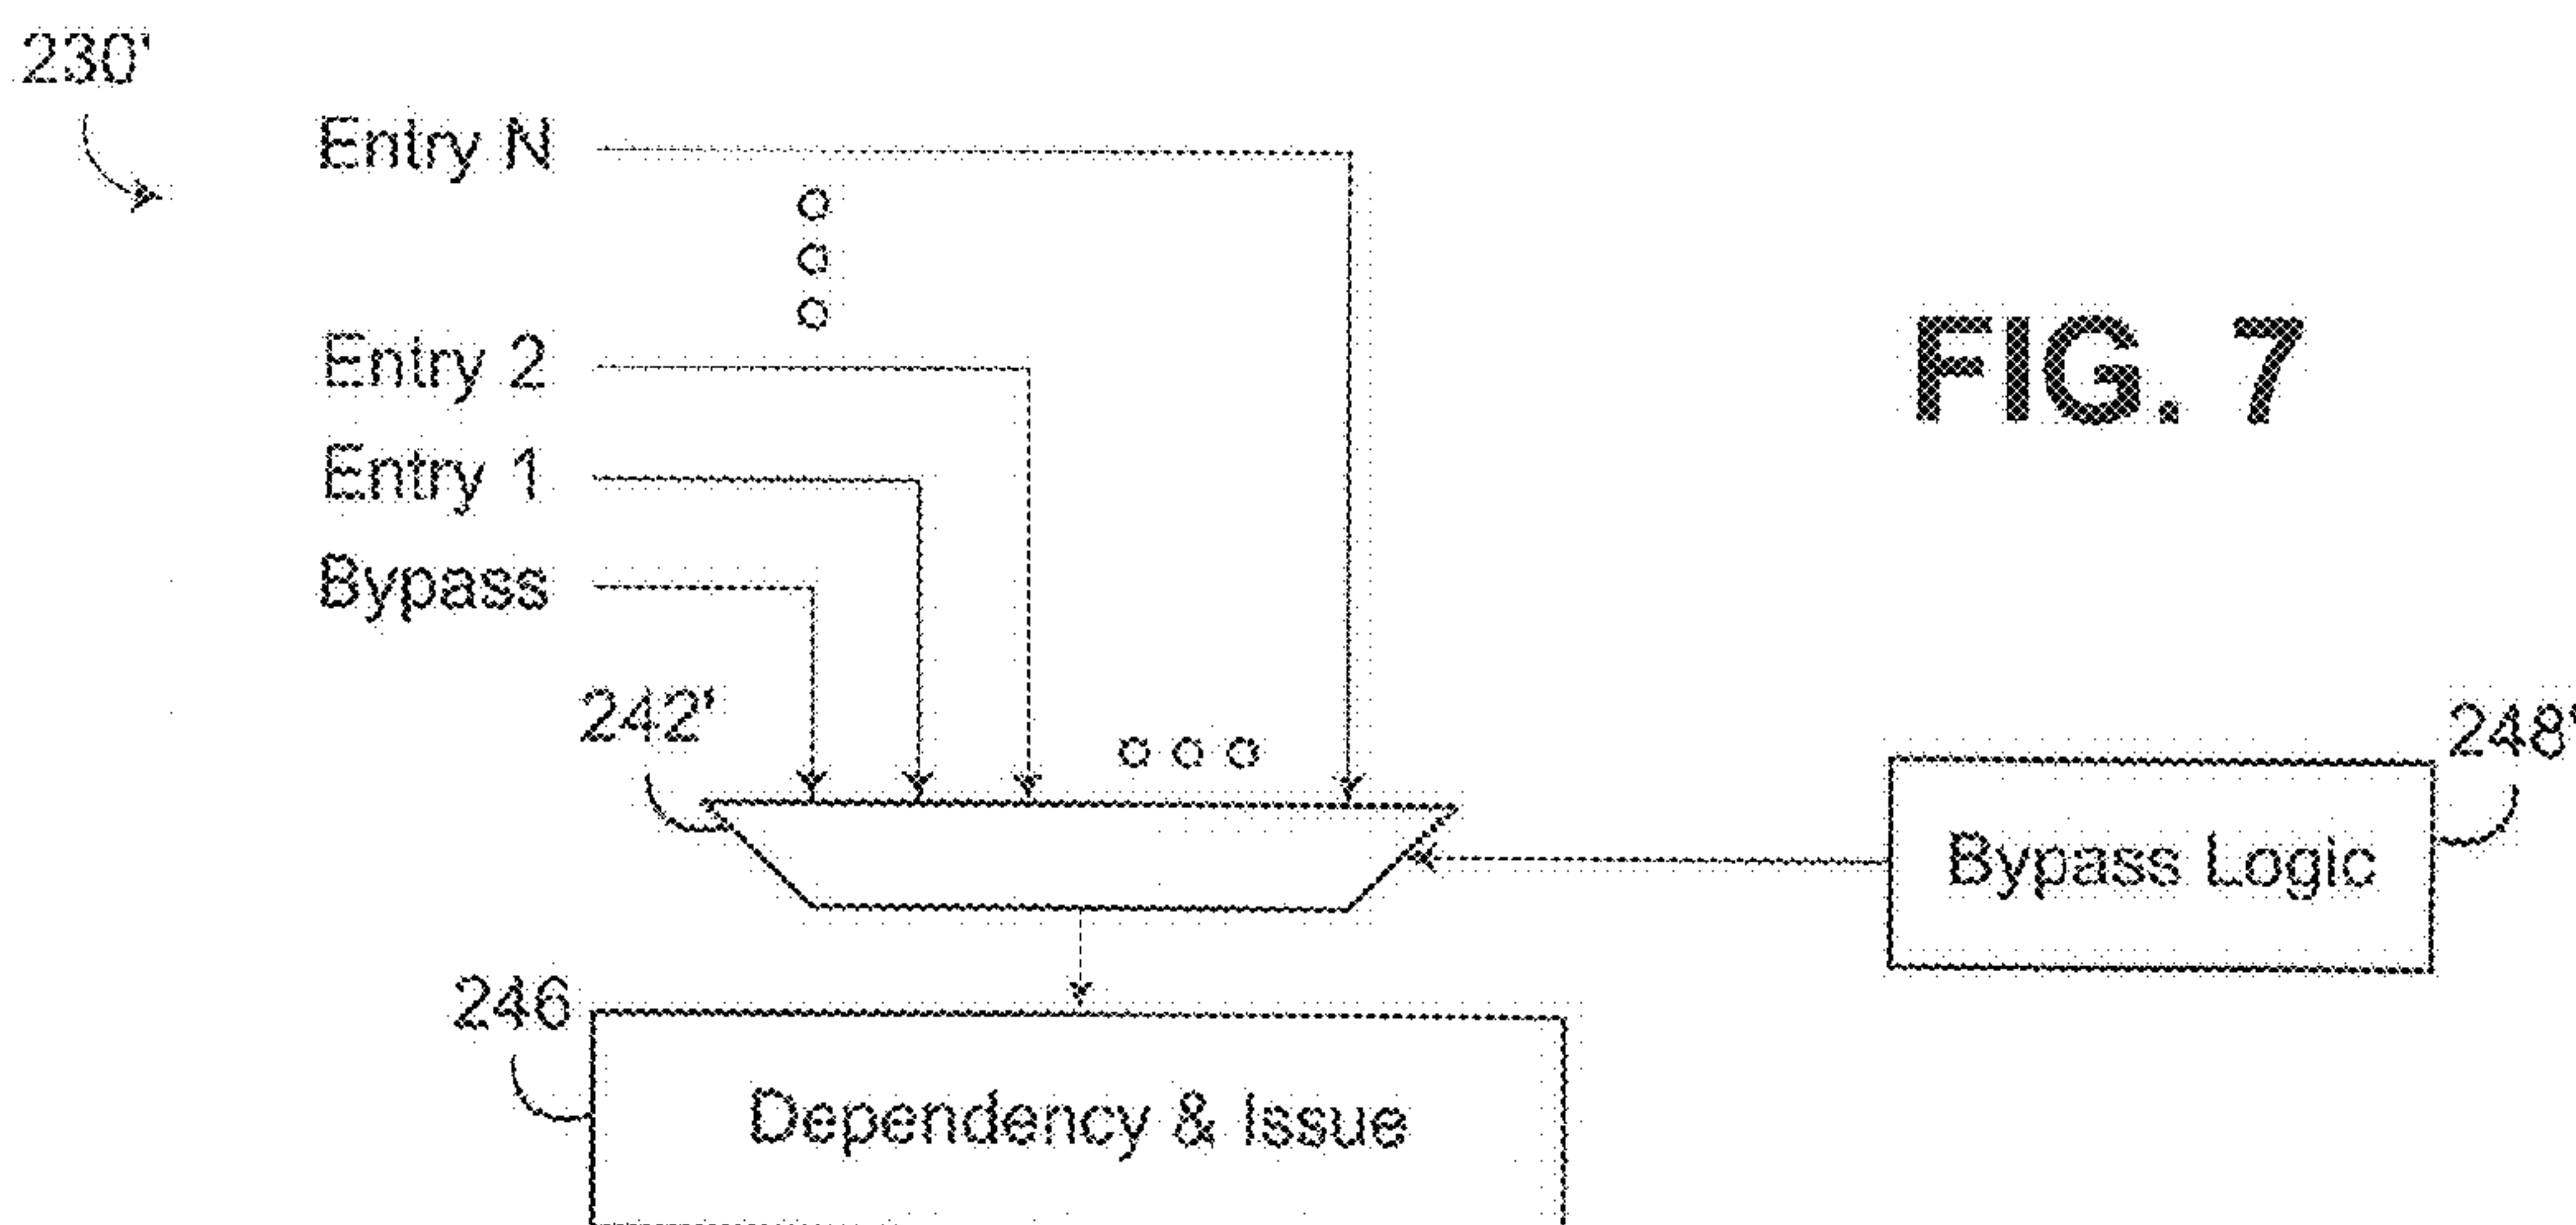 230'
Entry N
Entry 2
FIG. 7
Entry 1
Bypass
242'
248'
Bypass Logic
246
Dependency & Issue